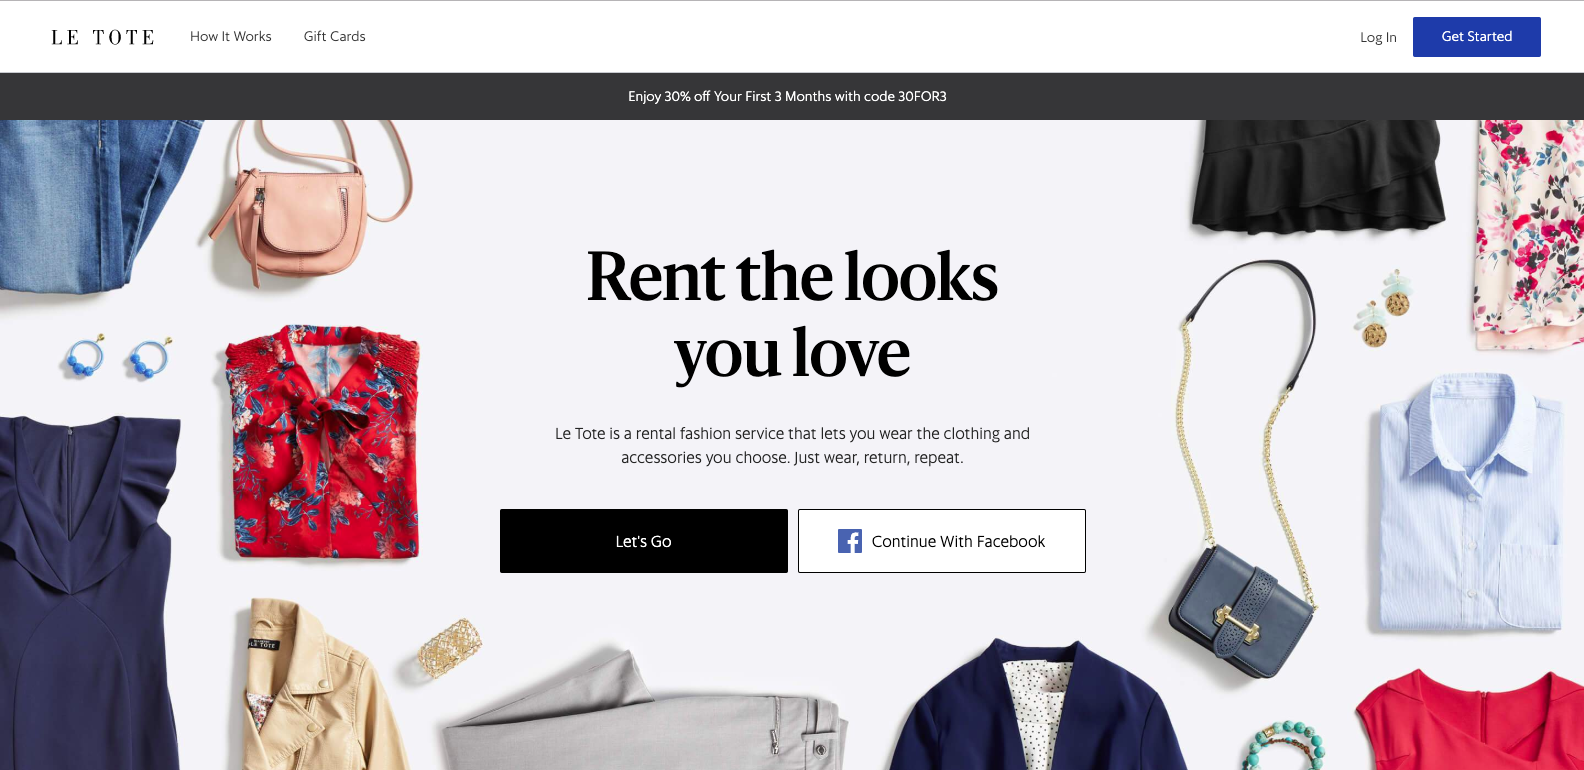 LE TOTE
How It Works
Gift Cards
Log In
Get Started
Enjoy 30% off Your First 3 Months with code 30FOR3
Rent the looks
you love
Le Tote is a rental fashion service that lets you wear the clothing and
accessories you choose. Just wear, return, repeat.
Let's Go
Continue With Facebook
LE TOTE